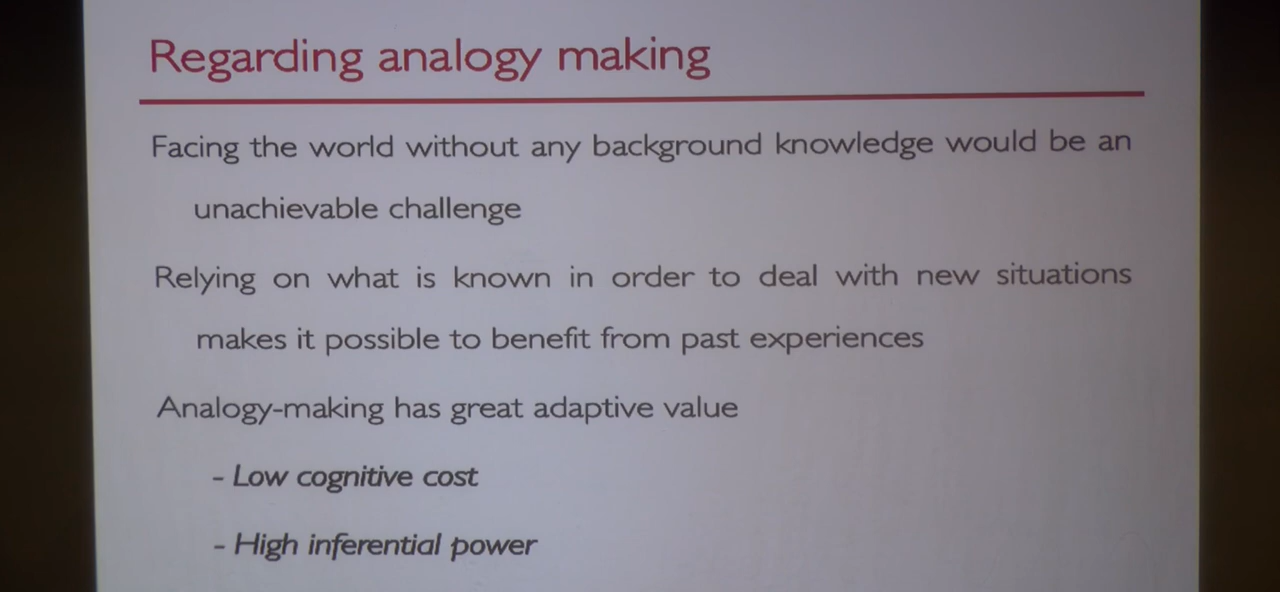 Regarding analogy making
Facing the world without any background knowledge would be an
unachievable challenge
Relying on what is known in order to deal with new situations
makes it possible to benefit from past experiences
Analogy-making has great adaptive value
- Low cognitive cost
- High inferential power